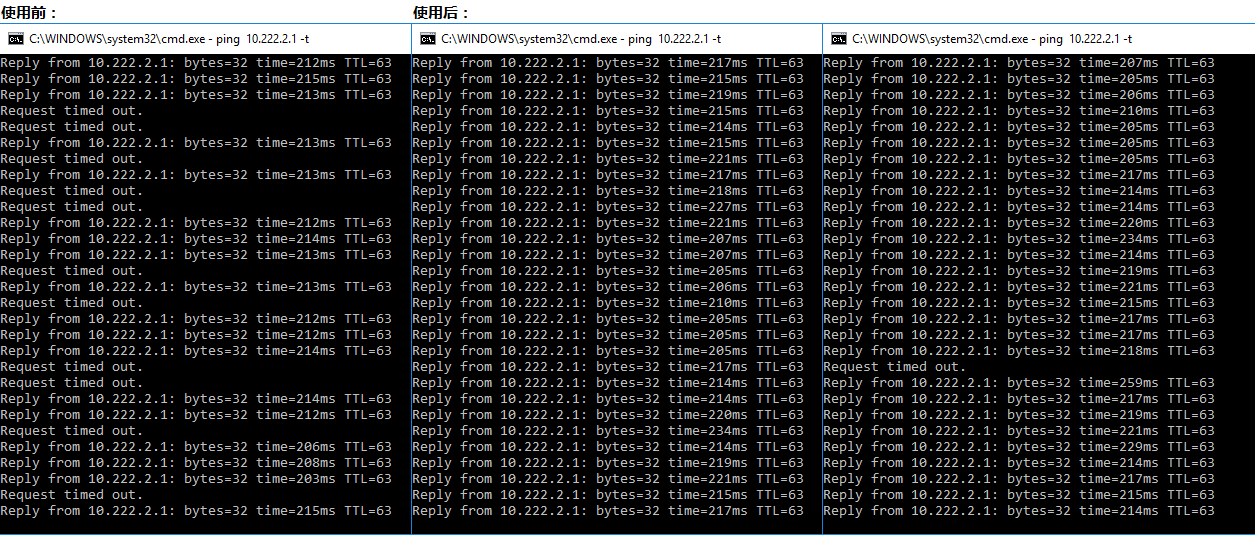 使用前：
C:\WINDOWS\system32\cmd.exe - ping  10.222.2.1 -t
Reply from 10.222.2.1: bytes=32 time=212ms TTL=63
Reply from 10.222.2.1: bytes=32 time=215ms TTL=63
Reply from 10.222.2.1: bytes=32 time=213ms TTL=63
Request timed out.
Request timed out.
Reply from 10.222.2.1: bytes=32 time=213ms TTL=63
Request timed out.
Reply from 10.222.2.1: bytes=32 time=213ms TTL=63
Request timed out.
Request timed out.
Reply from 10.222.2.1: bytes=32 time=212ms TTL=63
Reply from 10.222.2.1: bytes=32 time=214ms TTL=63
Reply from 10.222.2.1: bytes=32 time=213ms TTL=63
Request timed out.
Reply from 10.222.2.1: bytes=32 time=213ms TTL=63
Request timed out.
Reply from 10.222.2.1: bytes=32 time=212ms TTL=63
Reply from 10.222.2.1: bytes=32 time=212ms TTL=63
Reply from 10.222.2.1: bytes=32 time=214ms TTL=63
Request timed out.
Request timed out.
Reply from 10.222.2.1: bytes=32 time=214ms TTL=63
Reply from 10.222.2.1: bytes=32 time=212ms TTL=63
Request timed out.
Reply from 10.222.2.1: bytes=32 time=206ms TTL=63
Reply from 10.222.2.1: bytes=32 time=208ms TTL=63
Reply from 10.222.2.1: bytes=32 time=203ms TTL=63
Request timed out.
Reply from 10.222.2.1: bytes=32 time=215ms TTL=63
使用后：
C:\WINDOWS\system32\cmd.exe - ping  10.222.2.1 -t
Reply from 10.222.2.1: bytes=32 time=217ms TTL=63
Reply from 10.222.2.1: bytes=32 time=215ms TTL=63
Reply from 10.222.2.1: bytes=32 time=219ms TTL=63
Reply from 10.222.2.1: bytes=32 time=215ms TTL=63
Reply from 10.222.2.1: bytes=32 time=214ms TTL=63
Reply from 10.222.2.1: bytes=32 time=215ms TTL=63
Reply from 10.222.2.1: bytes=32 time=221ms TTL=63
Reply from 10.222.2.1: bytes=32 time=217ms TTL=63
Reply from 10.222.2.1: bytes=32 time=218ms TTL=63
Reply from 10.222.2.1: bytes=32 time=227ms TTL=63
Reply from 10.222.2.1: bytes=32 time=221ms TTL=63
Reply from 10.222.2.1: bytes=32 time=207ms TTL=63
Reply from 10.222.2.1: bytes=32 time=207ms TTL=63
Reply from 10.222.2.1: bytes=32 time=205ms TTL=63
Reply from 10.222.2.1: bytes=32 time=206ms TTL=63
Reply from 10.222.2.1: bytes=32 time=210ms TTL=63
Reply from 10.222.2.1: bytes=32 time=205ms TTL=63
Reply from 10.222.2.1: bytes=32 time=205ms TTL=63
Reply from 10.222.2.1: bytes=32 time=205ms TTL=63
Reply from 10.222.2.1: bytes=32 time=217ms TTL=63
Reply from 10.222.2.1: bytes=32 time=214ms TTL=63
Reply from 10.222.2.1: bytes=32 time=214ms TTL=63
Reply from 10.222.2.1: bytes=32 time=220ms TTL=63
Reply from 10.222.2.1: bytes=32 time=234ms TTL=63
Reply from 10.222.2.1: bytes=32 time=214ms TTL=63
Reply from 10.222.2.1: bytes=32 time=219ms TTL=63
Reply from 10.222.2.1: bytes=32 time=221ms TTL=63
Reply from 10.222.2.1: bytes=32 time=215ms TTL=63
Reply from 10.222.2.1: bytes=32 time=217ms TTL=63
C:\WINDOWS\system32\cmd.exe - ping  10.222.2.1 -t
Reply from 10.222.2.1: bytes=32 time=207ms TTL=63
Reply from 10.222.2.1: bytes=32 time=205ms TTL=63
Reply from 10.222.2.1: bytes=32 time=206ms TTL=63
Reply from 10.222.2.1: bytes=32 time=210ms TTL=63
Reply from 10.222.2.1: bytes=32 time=205ms TTL=63
Reply from 10.222.2.1: bytes=32 time=205ms TTL=63
Reply from 10.222.2.1: bytes=32 time=205ms TTL=63
Reply from 10.222.2.1: bytes=32 time=217ms TTL=63
Reply from 10.222.2.1: bytes=32 time=214ms TTL=63
Reply from 10.222.2.1: bytes=32 time=214ms TTL=63
Reply from 10.222.2.1: bytes=32 time=220ms TTL=63
Reply from 10.222.2.1: bytes=32 time=234ms TTL=63
Reply from 10.222.2.1: bytes=32 time=214ms TTL=63
Reply from 10.222.2.1: bytes=32 time=219ms TTL=63
Reply from 10.222.2.1: bytes=32 time=221ms TTL=63
Reply from 10.222.2.1: bytes=32 time=215ms TTL=63
Reply from 10.222.2.1: bytes=32 time=217ms TTL=63
Reply from 10.222.2.1: bytes=32 time=217ms TTL=63
Reply from 10.222.2.1: bytes=32 time=218ms TTL=63
Request timed out.
Reply from 10.222.2.1: bytes=32 time=259ms TTL=63
Reply from 10.222.2.1: bytes=32 time=217ms TTL=63
Reply from 10.222.2.1: bytes=32 time=219ms TTL=63
Reply from 10.222.2.1: bytes=32 time=221ms TTL=63
Reply from 10.222.2.1: bytes=32 time=229ms TTL=63
Reply from 10.222.2.1: bytes=32 time=214ms TTL=63
Reply from 10.222.2.1: bytes=32 time=217ms TTL=63
Reply from 10.222.2.1: bytes=32 time=215ms TTL=63
Reply from 10.222.2.1: bytes=32 time=214ms TTL=63